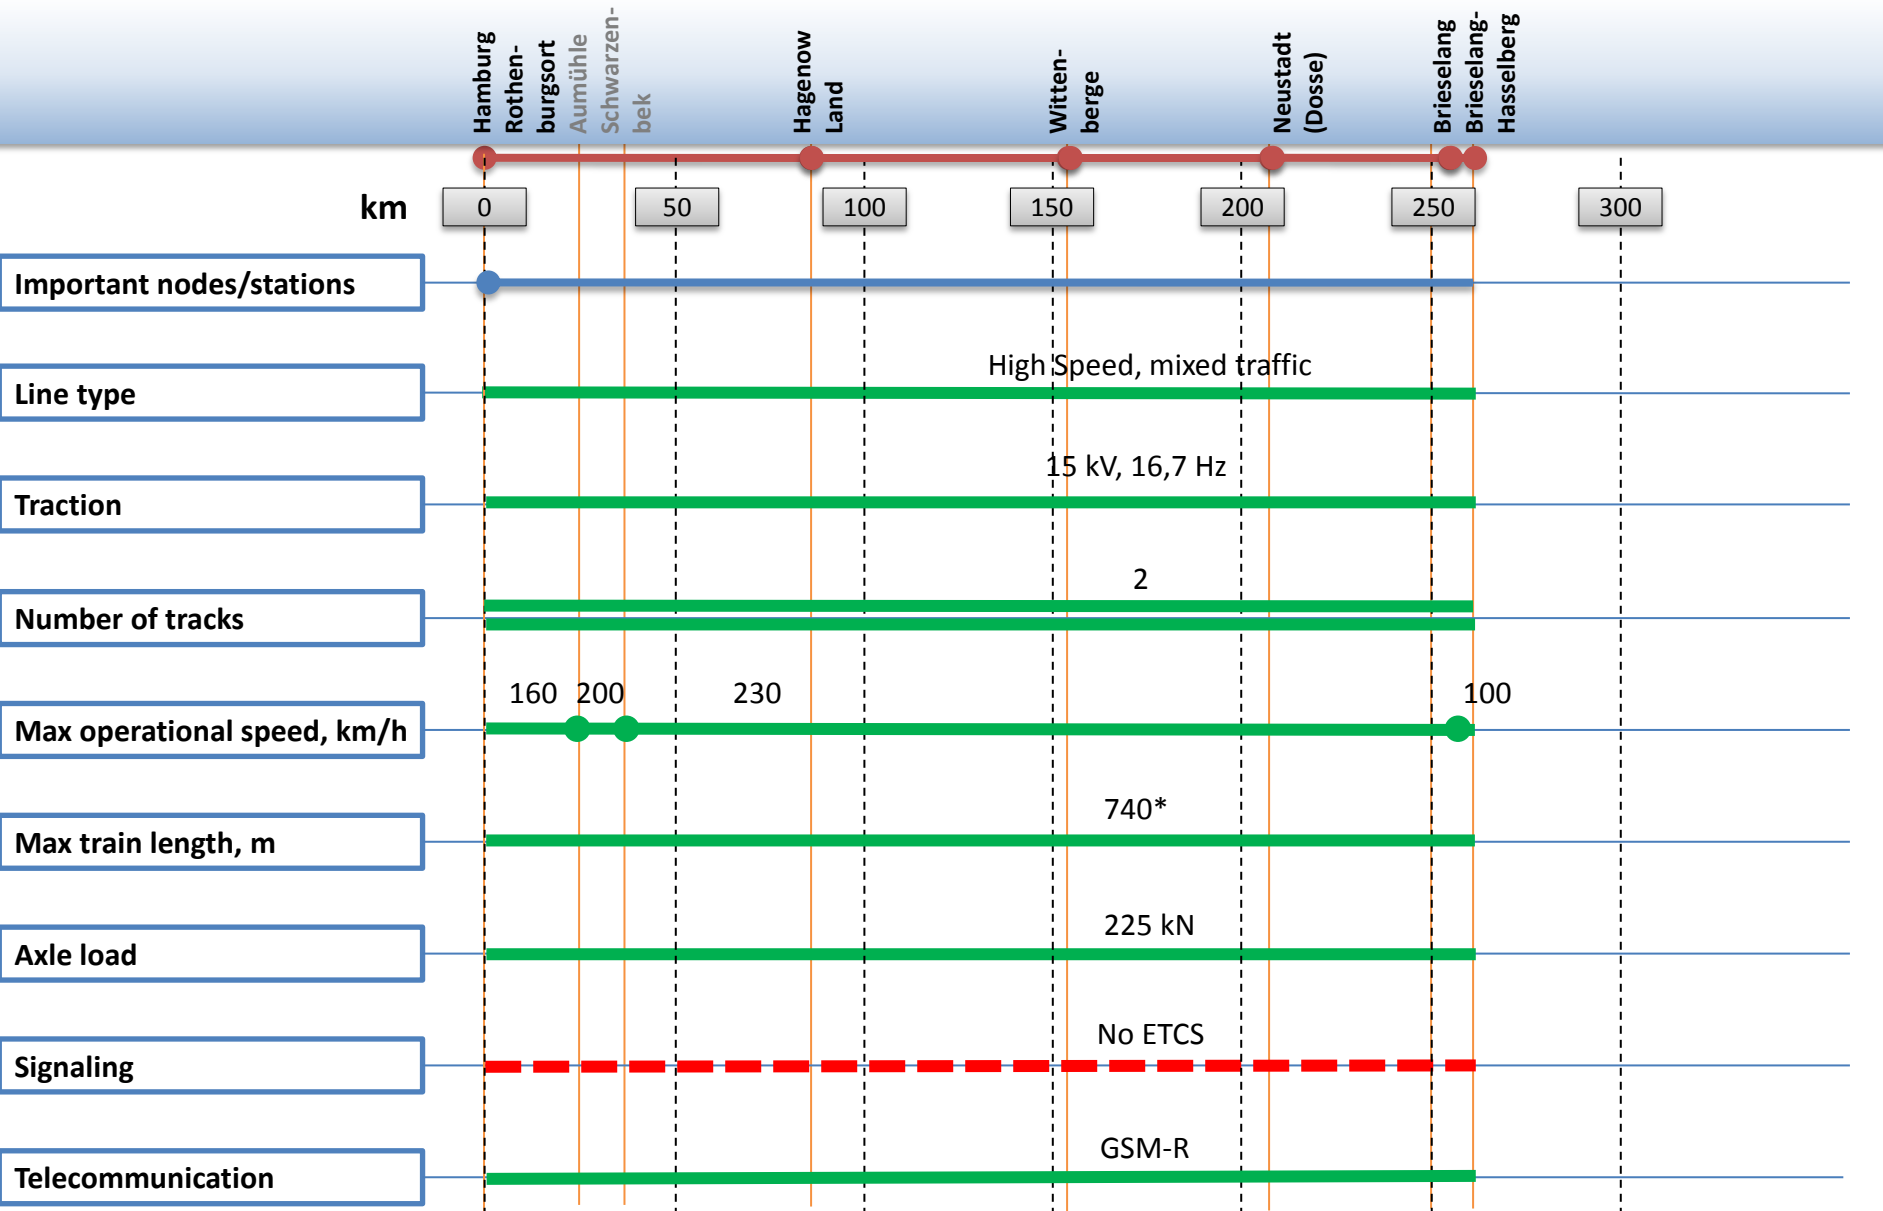 Hamburg
Rothen-
burgsort
Aumühle
Schwarzen-
bek
Hagenow
Land
Witten-
berge
Neustadt
(Dosse)
Brieselang
Brieselang-
Hasselberg
km
0
50
100
150
200
250
300
Important nodes/stations
High Speed, mixed traffic
Line type
15 kV, 16,7 Hz
Traction
2
Number of tracks
160
200
230
100
Max operational speed, km/h
740*
Max train length, m
225 kN
Axle load
No ETCS
Signaling
GSM-R
Telecommunication